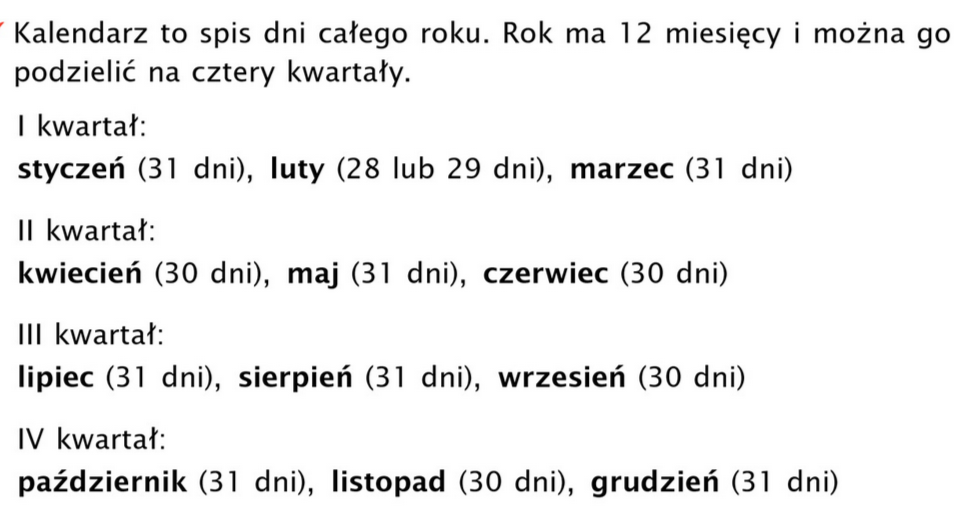 Kalendarz to spis dni całego roku. Rok ma 12 miesięcy i można go
podzielić na cztery kwartały.
I kwartał:
styczeń (31 dni), luty (28 lub 29 dni), marzec (31 dni)
II kwartał:
kwiecień (30 dni), maj (31 dni), czerwiec (30 dni)
III kwartał:
lipiec (31 dni), sierpień (31 dni), wrzesień (30 dni)
IV kwartał:
październik (31 dni), listopad (30 dni), grudzień (31 dni)